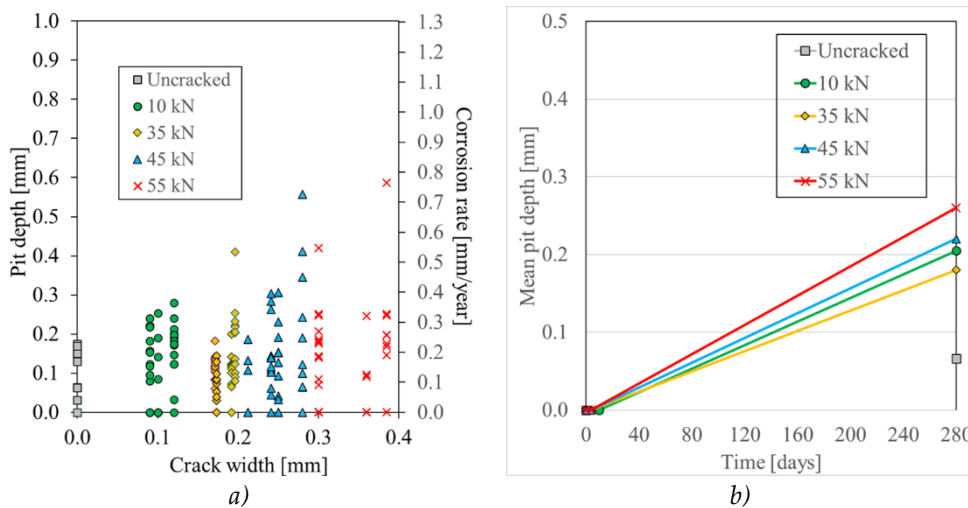 Pit depth [mm]
1.0
0.9
0.8
0.7
0.6
0.5
0.4
0.3
0.2
0.1
0.0
Uncracked
10 kN
35 kN
45 kN
55 kN
1.3
1.2
1.1
1.0
0.9
0.8
0.7
0.6
0.5
0.4
0.3
0.2
0.1
0.0
Corrosion rate [mm/year]
0.0 0.1 0.2 0.3 0.4
Crack width [mm]
a)
Mean pit depth [mm]
0.5
0.4
0.3
0.2
0.1
0.0
Uncracked
10 kN
35 kN
45 kN
55 kN
0 40 80 120 160 200 240 280
Time [days]
b)